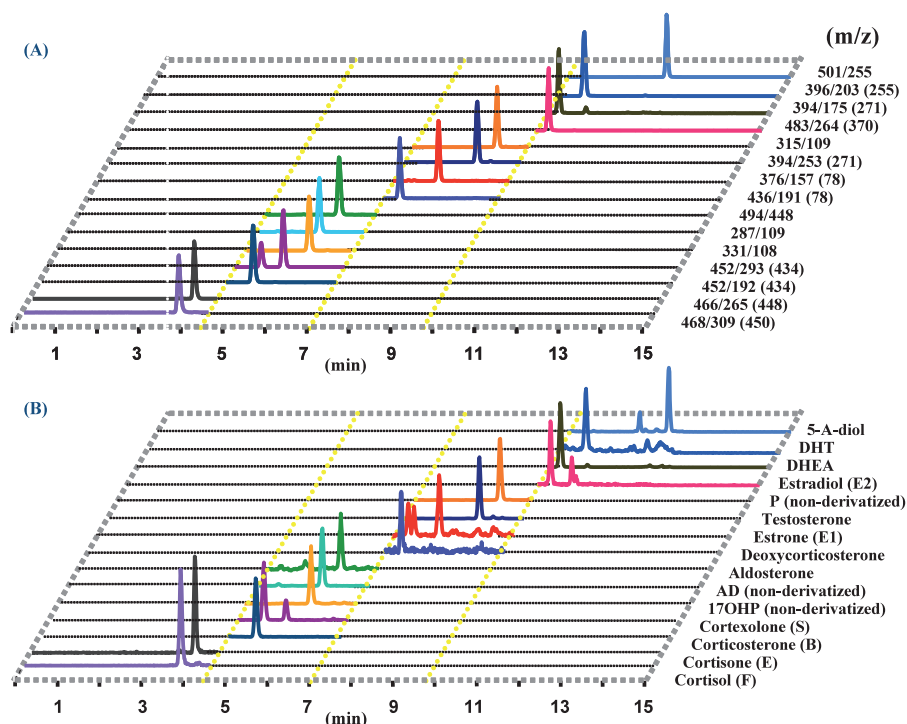 (A)
(m/z)
501/255
396/203 (255)
394/175 (271)
483/264 (370)
315/109
394/253 (271)
376/157 (78)
436/191 (78)
494/448
287/109
331/108
452/293 (434)
452/192 (434)
466/265 (448)
468/309 (450)
1 3 5 7 9 11 13 15
(min)
(B)
5-A-diol
DHT
DHEA
Estradiol (E2)
P (non-derivatized)
Testosterone
Estrone (E1)
Deoxycorticosterone
Aldosterone
AD (non-derivatized)
17OHP (non-derivatized)
Cortexolone (S)
Corticosterone (B)
Cortisone (E)
Cortisol (F)
1 3 5 7 9 11 13 15
(min)